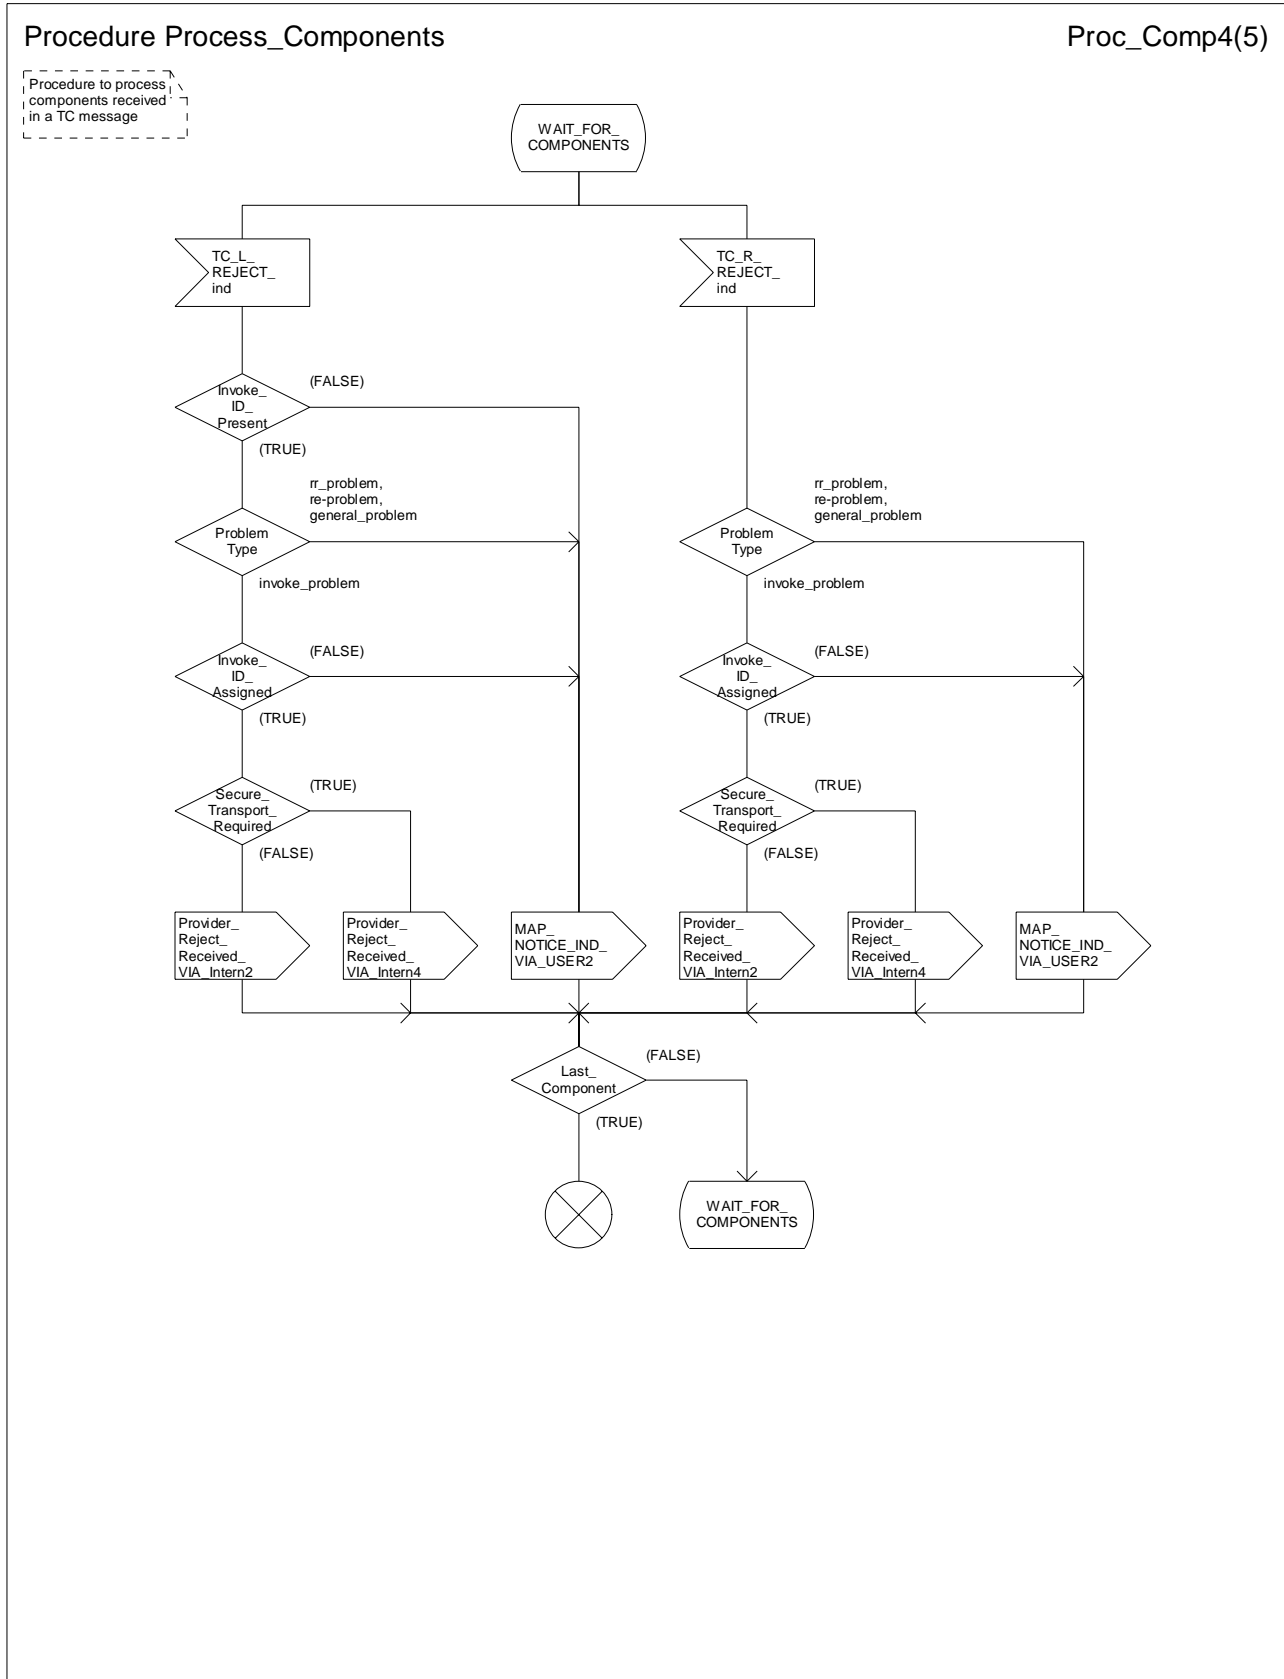 Procedure Process_Components
Proc_Comp4(5)
Procedure to process
components received
in a TC message
WAIT_FOR_
COMPONENTS
TC_L_
REJECT_
ind
TC_R_
REJECT_
ind
Invoke_
ID_
Present
(FALSE)
(TRUE)
Problem
Type
rr_problem,
re-problem,
general_problem
invoke_problem
Problem
Type
rr_problem,
re-problem,
general_problem
invoke_problem
Invoke_
ID_
Assigned
(FALSE)
(TRUE)
Invoke_
ID_
Assigned
(FALSE)
(TRUE)
Secure_
Transport_
Required
(TRUE)
(FALSE)
Secure_
Transport_
Required
(TRUE)
(FALSE)
Provider_
Reject_
Received_
VIA_Intern2
Provider_
Reject_
Received_
VIA_Intern4
MAP_
NOTICE_IND_
VIA_USER2
Provider_
Reject_
Received_
VIA_Intern2
Provider_
Reject_
Received_
VIA_Intern4
MAP_
NOTICE_IND_
VIA_USER2
Last_
Component
(FALSE)
(TRUE)
WAIT_FOR_
COMPONENTS